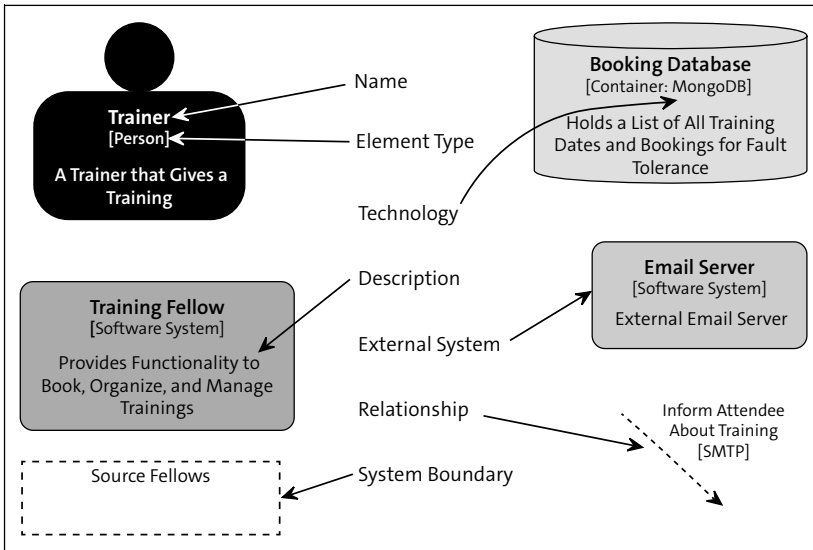 Trainer
[Person]
A Trainer that Gives a
Training
Name
Element Type
Technology
Booking Database
[Container: MongoDB]
Holds a List of All Training
Dates and Bookings for Fault
Tolerance
Training Fellow
[Software System]
Provides Functionality to
Book, Organize, and Manage
Trainings
Description
External System
Email Server
[Software System]
External Email Server
Relationship
Inform Attendee
About Training
[SMTP]
Source Fellows
System Boundary